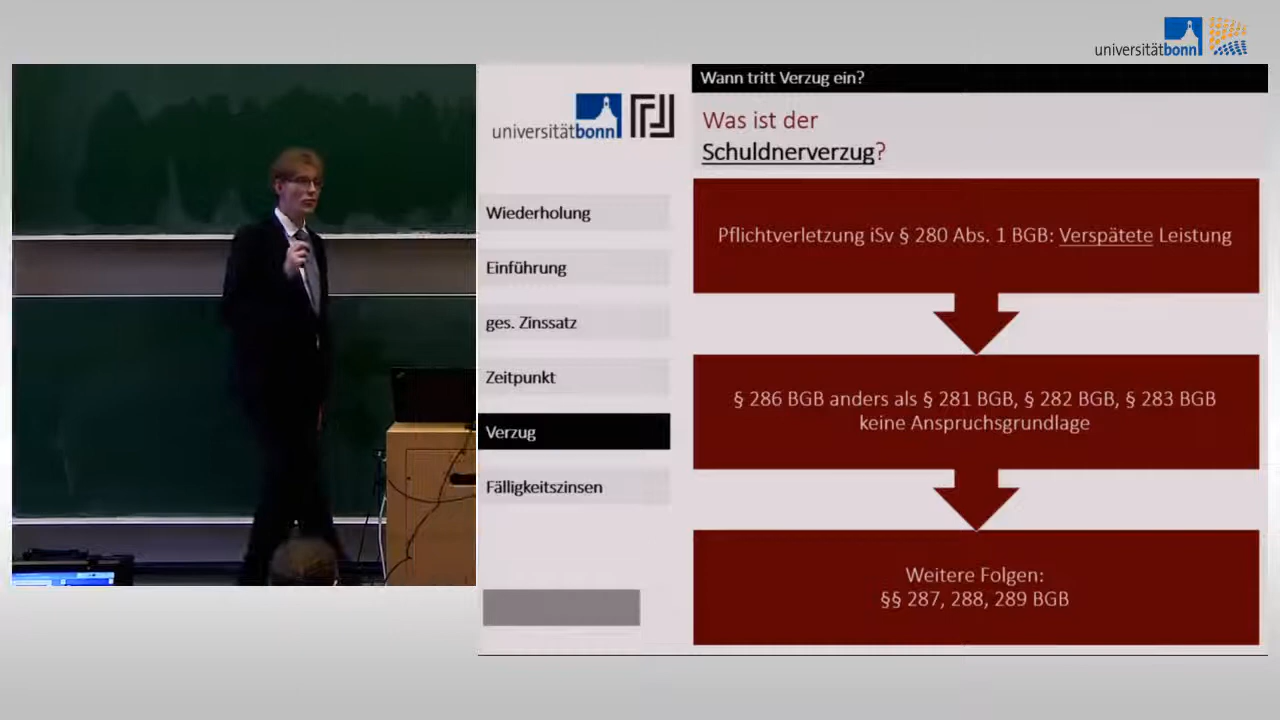 universitätbonn
Wann tritt Verzug ein?
universitätbonn
Was ist der
Schuldnerverzug?
Wiederholung
Einführung
ges. Zinssatz
Zeitpunkt
Verzug
Fälligkeitszinsen
Pflichtverletzung iSv § 280 Abs. 1 BGB: Verspätete Leistung
§ 286 BGB anders als § 281 BGB, § 282 BGB, § 283 BGB
keine Anspruchsgrundlage
Weitere Folgen:
§§ 287, 288, 289 BGB